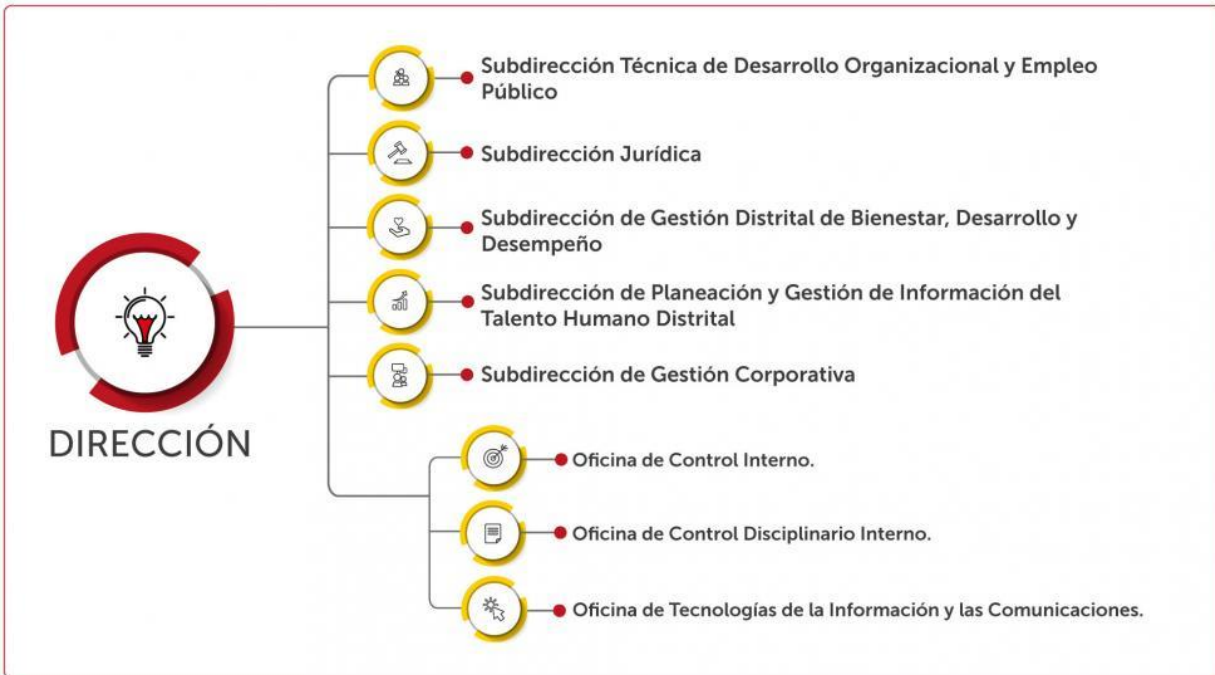 Subdirección Técnica de Desarrollo Organizacional y Empleo
Público
Subdirección Jurídica
Subdirección de Gestión Distrital de Bienestar, Desarrollo y
Desempeño
Subdirección de Planeación y Gestión de Información del
Talento Humano Distrital
Subdirección de Gestión Corporativa
DIRECCIÓN
Oficina de Control Interno.
Oficina de Control Disciplinario Interno.
Oficina de Tecnologías de la Información y las Comunicaciones.